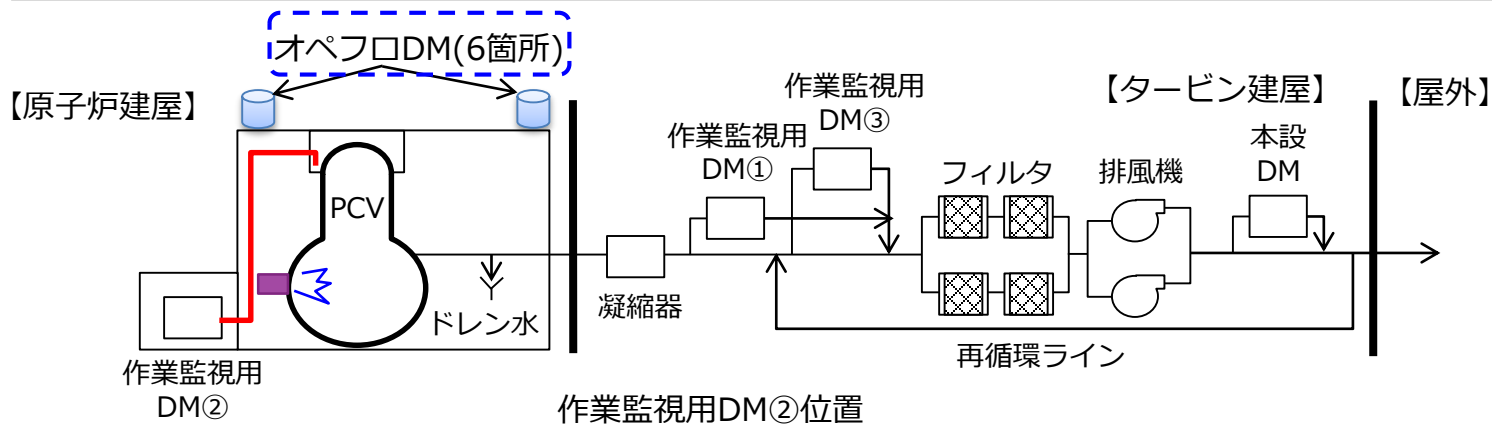 オペフロDM(6箇所)
【原子炉建屋】
作業監視用
DM③
【タービン建屋】
【屋外】
作業監視用
DM①
本設
DM
フィルタ
排風機
PCV
凝縮器
ドレン水
再循環ライン
作業監視用
DM②
作業監視用DM②位置